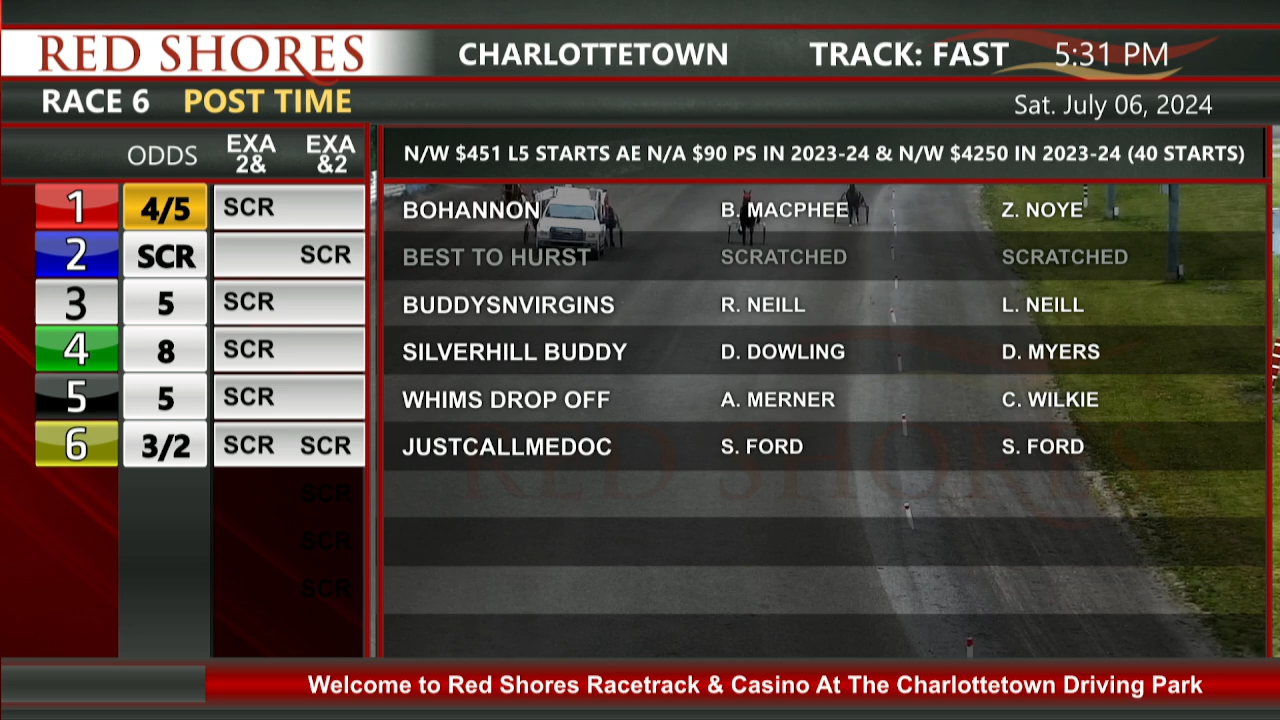 RED SHORES CHARLOTTETOWN TRACK: FAST 5:31 PM
RACE 6 POST TIME Sat. July 06, 2024
ODDS EXA 2& EXA &2 N/W $451 L5 STARTS AE N/A $90 PS IN 2023-24 & N/W $4250 IN 2023-24 (40 STARTS)
1 4/5 SCR BOHANNON B. MACPHEE Z. NOYE
2 SCR SCR BEST TO HURST SCRATCHED SCRATCHED
3 5 SCR BUDDYSNVIRGINS R. NEILL L. NEILL
4 8 SCR SILVERHILL BUDDY D. DOWLING D. MYERS
5 5 SCR WHIMS DROP OFF A. MERNER C. WILKIE
6 3/2 SCR SCR JUSTCALLMEDOC S. FORD S. FORD
RED SHORES
SCR
SCR
SCR
Welcome to Red Shores Racetrack & Casino At The Charlottetown Driving Park